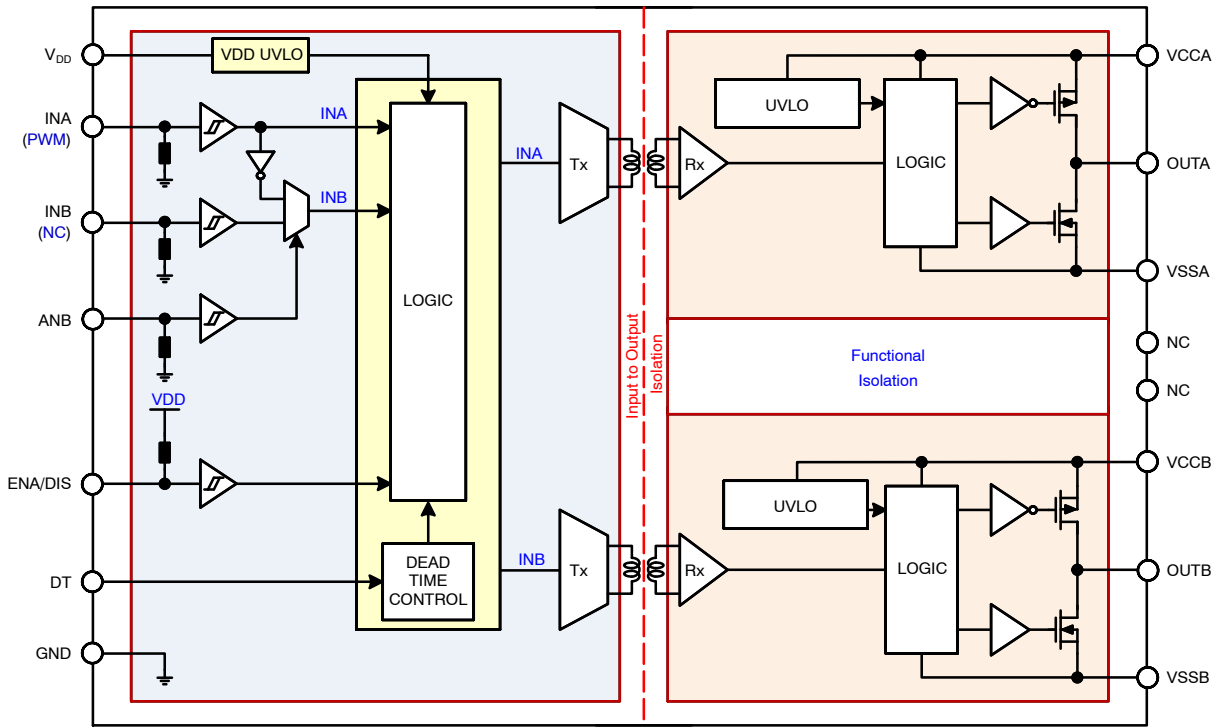 VDD
VDD UVLO
INA
(PWM)
INB
(NC)
ANB
VDD
ENA/DIS
DT
GND
INA
INB
LOGIC
DEAD
TIME
CONTROL
INA
Tx
INB
Tx
Input to Output
Isolation
Rx
UVLO
LOGIC
Functional
Isolation
Rx
UVLO
LOGIC
VCCA
OUTA
VSSA
NC
NC
VCCB
OUTB
VSSB